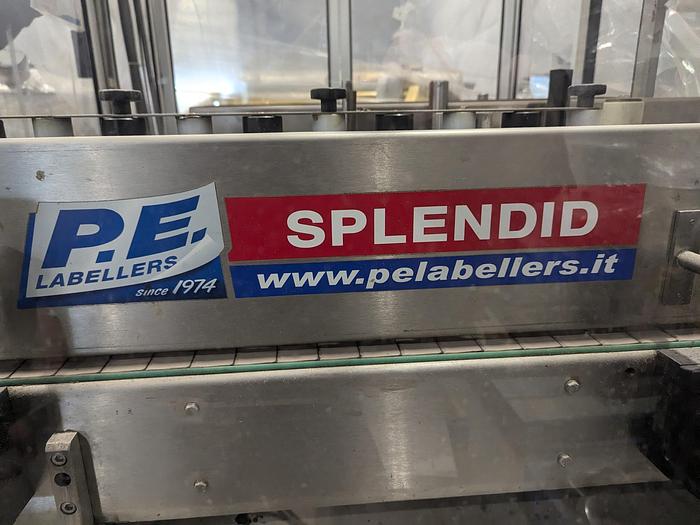 P.E.
LABELLERS
since 1974
SPLENDID
www.pelabellers.it